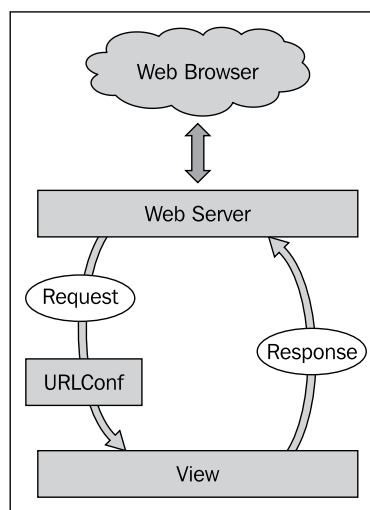 Web Browser
Web Server
Request
Response
URLConf
View